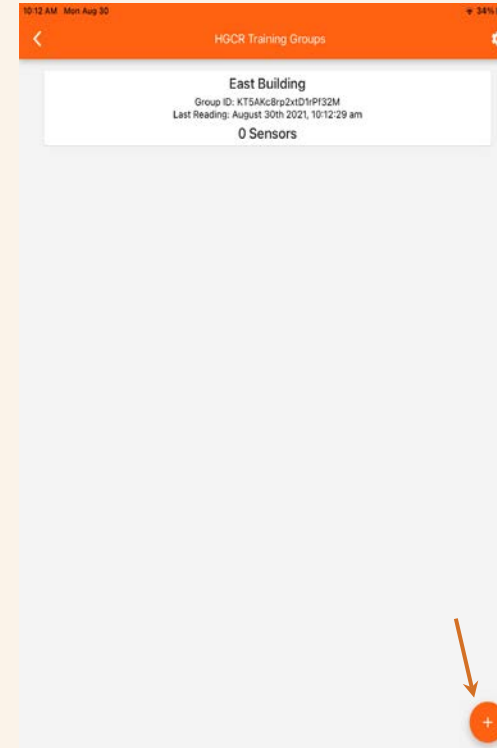 10:12 AM Mon Aug 30 34%
HGCR Training Groups
East Building
Group ID: KT5AKc8rp2xtD1rPf32M
Last Reading: August 30th 2021, 10:12:29 am
0 Sensors
+